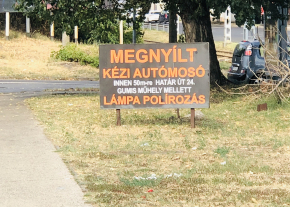 MEGNYÍLT
KÉZI AUTÓMOSÓ
INNEN 50m-re HATÁR ÚT 24.
GUMIS MŰHELY MELLETT
LÁMPA POLÍROZÁS